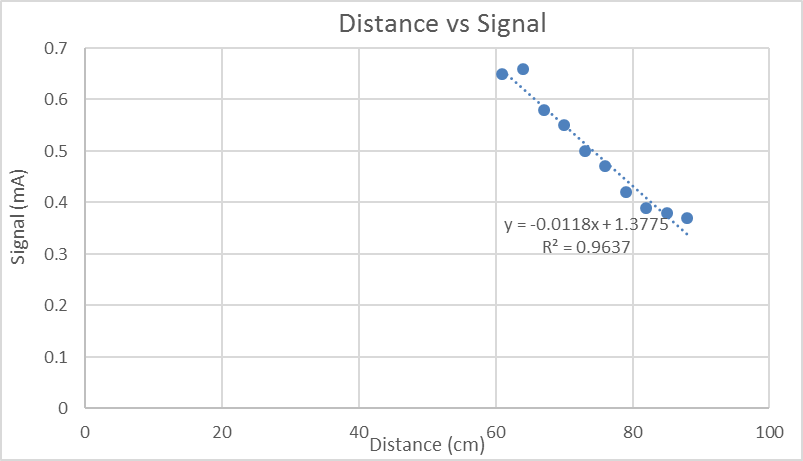 Distance vs Signal
0.7
0.6
0.5
0.4
0.3
0.2
0.1
0
Signal (mA)
y = -0.0118x + 1.3775
R² = 0.9637
0 20 40 60 80 100
Distance (cm)